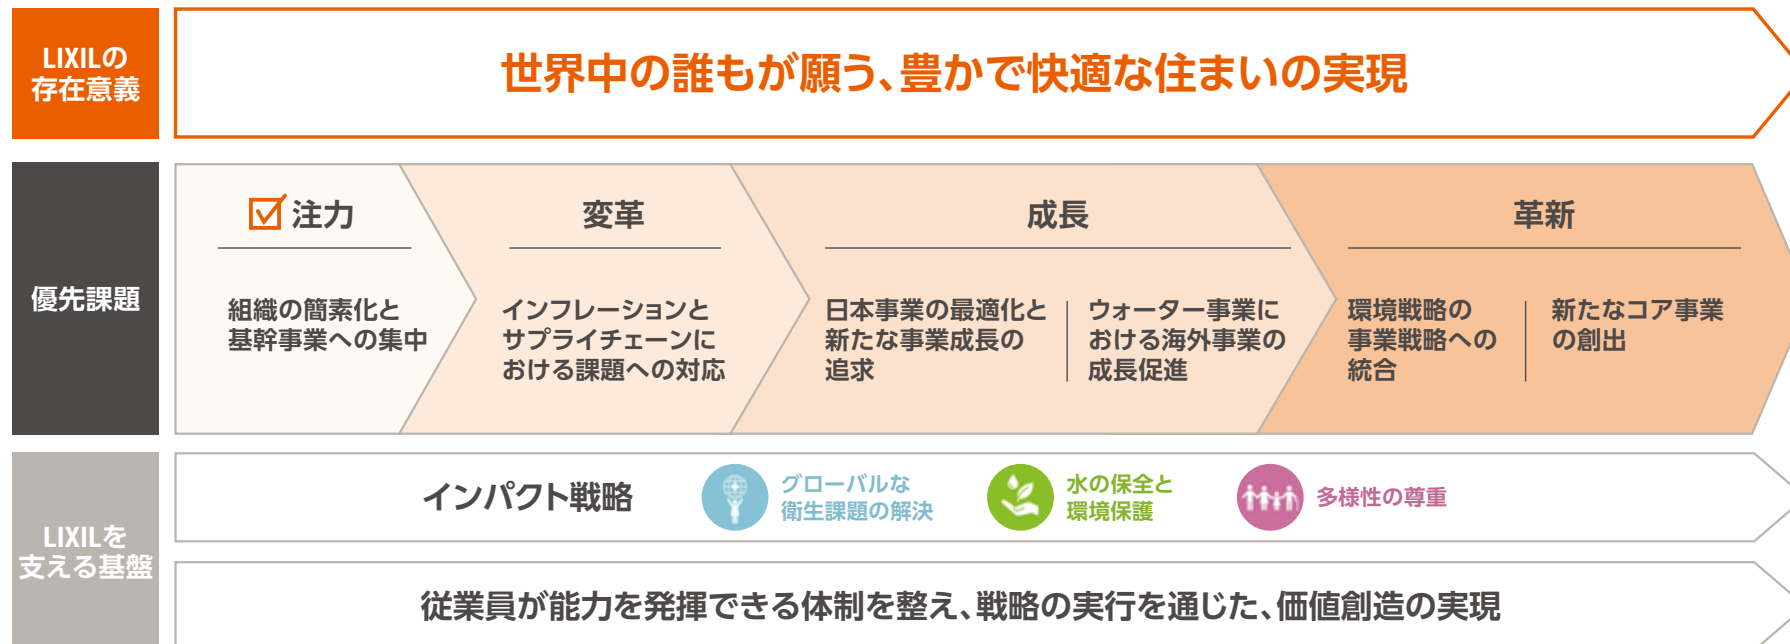 LIXILの
存在意義
世界中の誰もが願う、豊かで快適な住まいの実現
優先課題
注力
組織の簡素化と
基幹事業への集中
変革
インフレーションと
サプライチェーンに
おける課題への対応
成長
日本事業の最適化と
新たな事業成長の
追求
ウォーター事業に
おける海外事業の
成長促進
革新
環境戦略の
事業戦略への
統合
新たなコア事業
の創出
LIXILを
支える基盤
インパクト戦略
グローバルな
衛生課題の解決
水の保全と
環境保護
多様性の尊重
従業員が能力を発揮できる体制を整え、戦略の実行を通じた、価値創造の実現